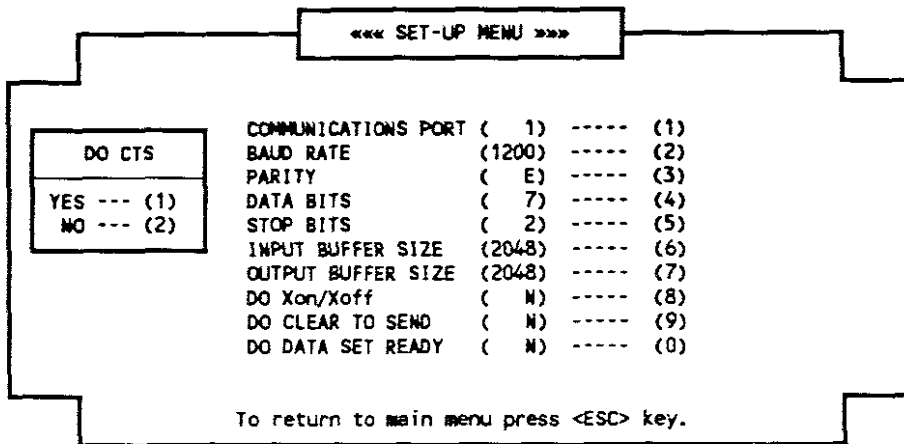 ««« SET-UP MENU »»»
DO CTS
YES --- (1)
NO --- (2)
COMMUNICATIONS PORT (   1) ----- (1)
BAUD RATE           (1200) ----- (2)
PARITY              (   E) ----- (3)
DATA BITS           (   7) ----- (4)
STOP BITS           (   2) ----- (5)
INPUT BUFFER SIZE   (2048) ----- (6)
OUTPUT BUFFER SIZE  (2048) ----- (7)
DO Xon/Xoff         (   N) ----- (8)
DO CLEAR TO SEND    (   N) ----- (9)
DO DATA SET READY   (   N) ----- (0)
To return to main menu press <ESC> key.